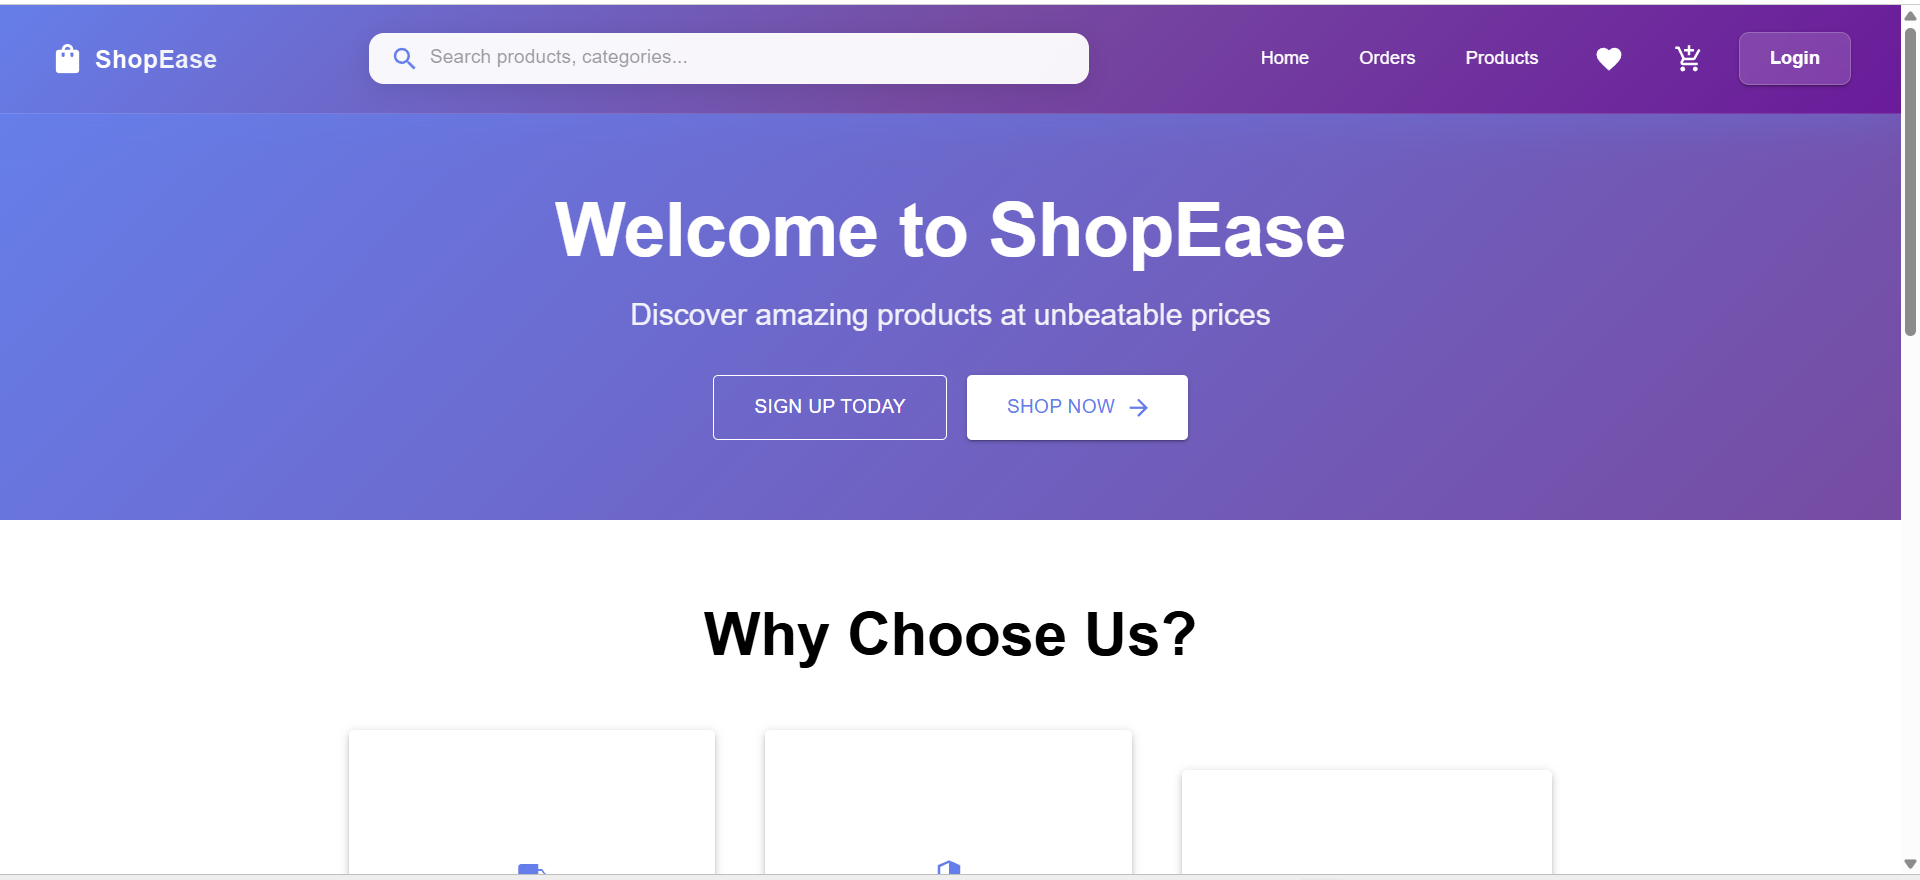 ShopEase
Search products, categories...
Home
Orders
Products
Login
Welcome to ShopEase
Discover amazing products at unbeatable prices
SIGN UP TODAY
SHOP NOW
Why Choose Us?